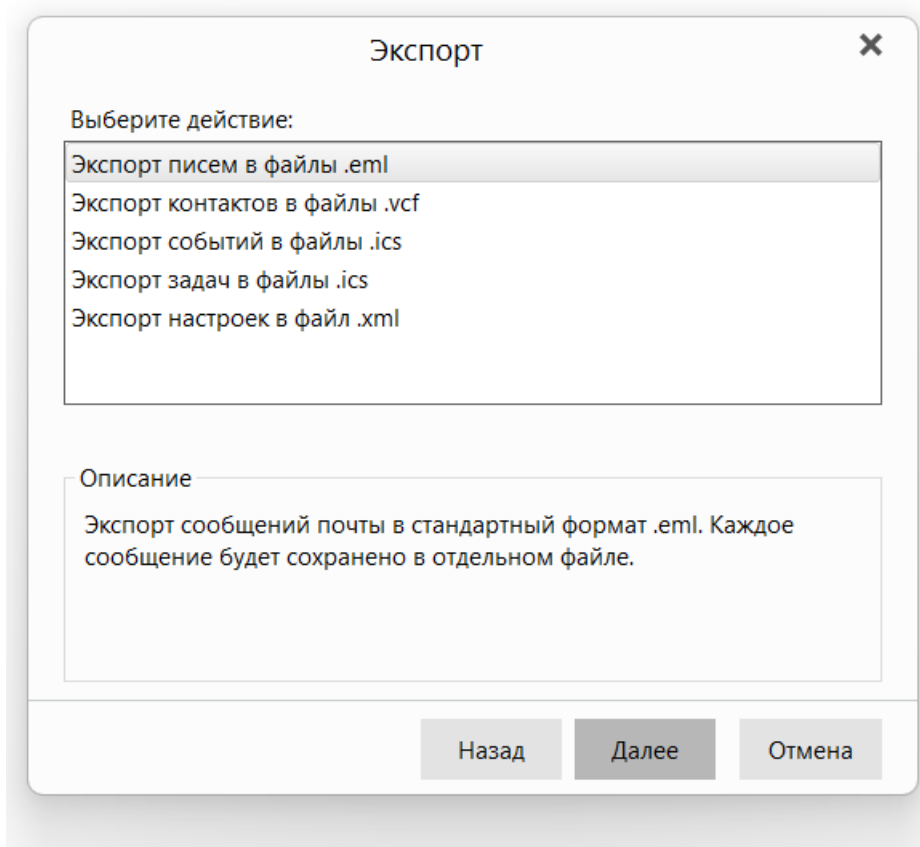 Экспорт
Выберите действие:
Экспорт писем в файлы .eml
Экспорт контактов в файлы .vcf
Экспорт событий в файлы .ics
Экспорт задач в файлы .ics
Экспорт настроек в файл .xml
Описание
Экспорт сообщений почты в стандартный формат .eml. Каждое
сообщение будет сохранено в отдельном файле.
Назад Далее Отмена